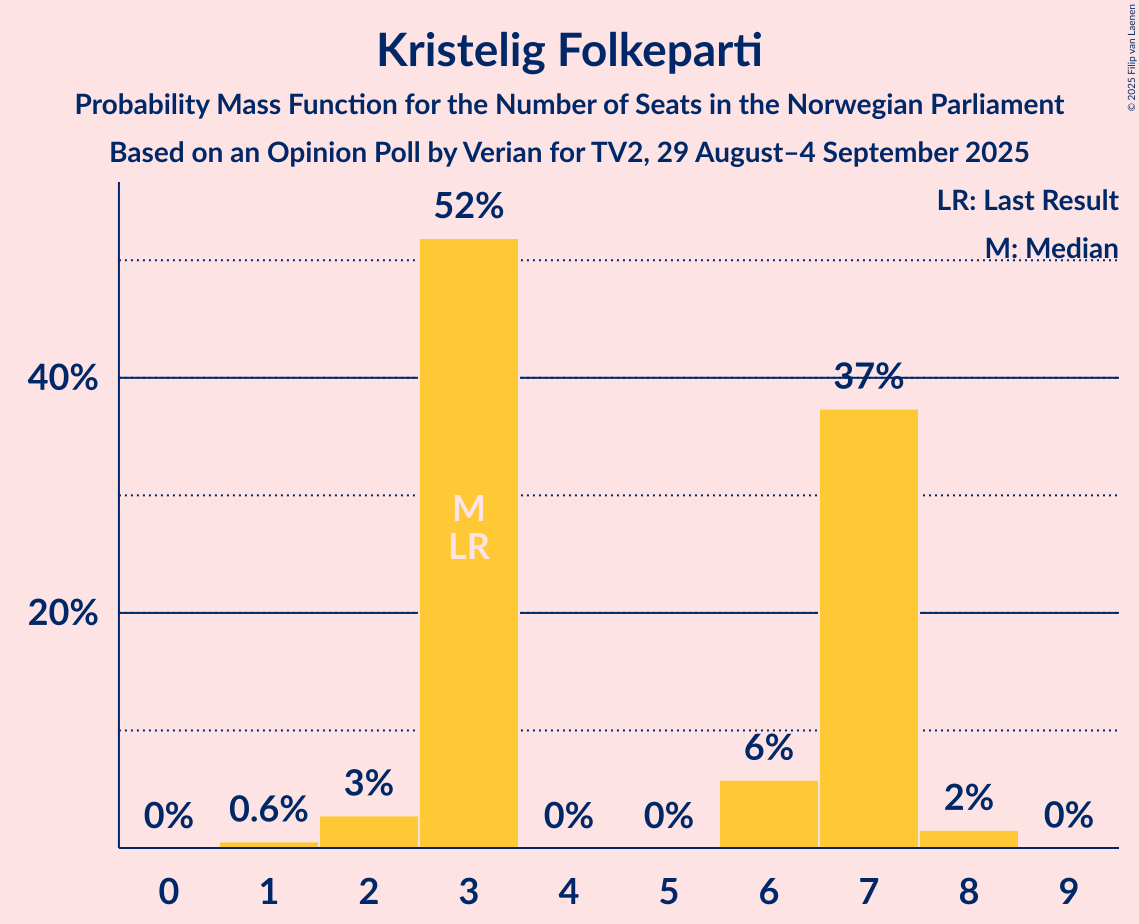 Kristelig Folkeparti
Probability Mass Function for the Number of Seats in the Norwegian Parliament
Based on an Opinion Poll by Verian for TV2, 29 August–4 September 2025
© 2025 Filip van Laenen
LR: Last Result
M: Median
52%
40%
37%
M
LR
20%
6%
3%
2%
0%
0.6%
0%
0%
0%
0 1 2 3 4 5 6 7 8 9